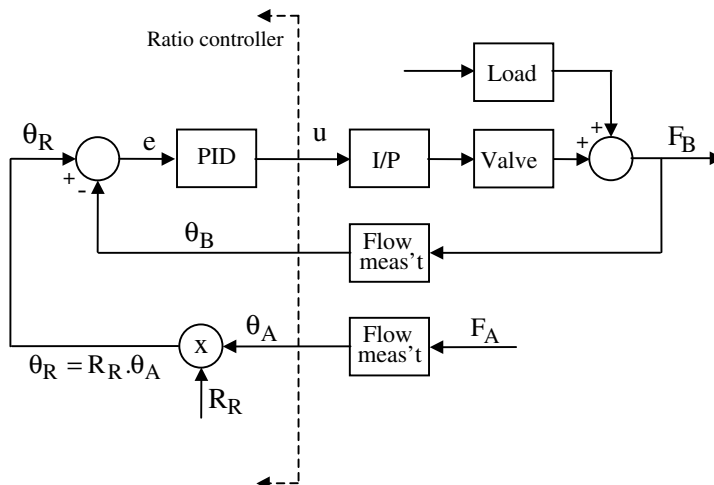 Ratio controller
Load
θR
e
PID
u
I/P
Valve
+
+
FB
+
-
θB
Flow
meas't
θA
Flow
meas't
FA
x
θR = RR.θA
RR